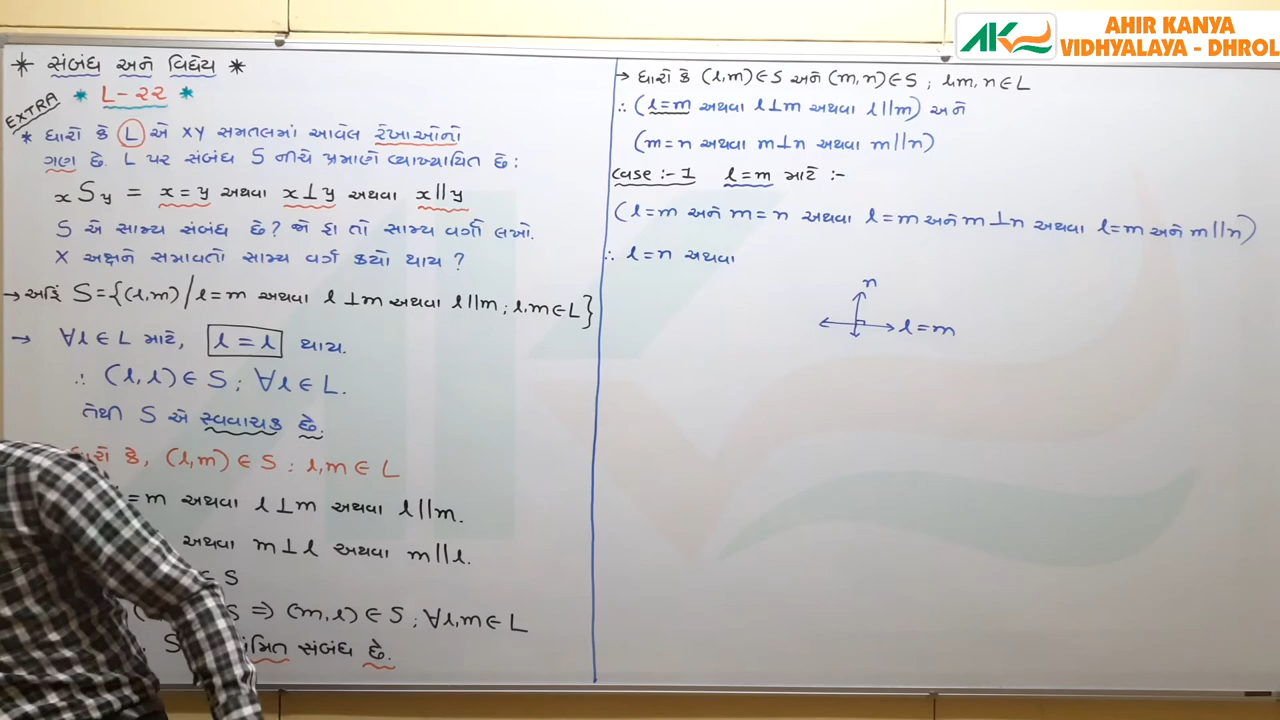 AHIR KANYA
VIDHYALAYA - DHROL
* સંબંધ અને વિધેય *
* L-22 *
EXTRA
* ધારો કે L એ XY સમતલમાં આવેલ રેખાઓનો
ગણ છે. L પર સંબંધ S નીચે પ્રમાણે વ્યાખ્યાયિત છે:
xSy = x=y અથવા x⊥y અથવા x||y
S એ સામ્ય સંબંધ છે? જો હા તો સામ્ય વર્ગો લખો.
X અક્ષને સમાવતો સામ્ય વર્ગ કયો થાય ?
→ અહિં S={(l,m)/l=m અથવા l⊥m અથવા l||m; l,m∈L}
→ ∀l∈L માટે, l=l થાય.
∴ (l,l)∈S; ∀l∈L.
તેથી S એ સ્વવાચક છે.
કે, (l,m)∈S; l,m∈L
=m અથવા l⊥m અથવા l||m.
અથવા m⊥l અથવા m||l.
∈S
S ⇒ (m,l)∈S; ∀l,m∈L
S સંબંધ છે.
→ ધારો કે (l,m)∈S અને (m,n)∈S; l,m,n∈L
∴ (l=m અથવા l⊥m અથવા l||m) અને
(m=n અથવા m⊥n અથવા m||n)
Case :- 1 l=m માટે :-
(l=m અને m=n અથવા l=m અને m⊥n અથવા l=m અને m||n)
∴ l=n અથવા
n
l=m